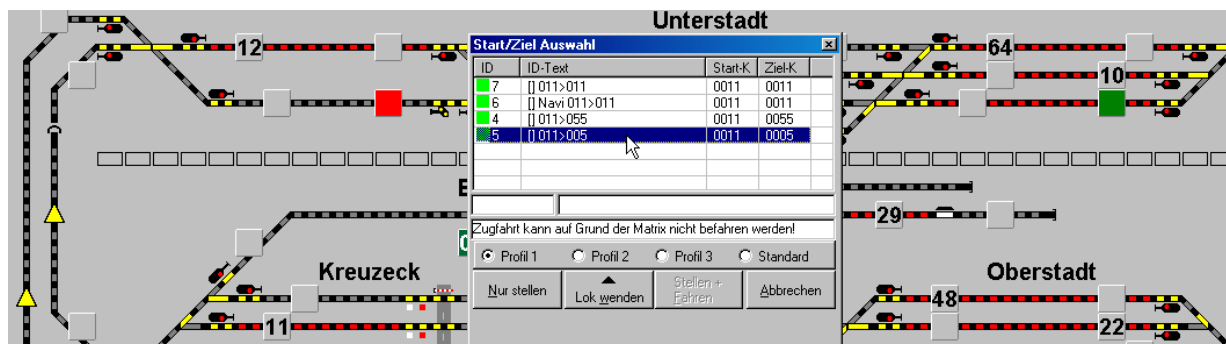 Unterstadt
12
64
10
Start/Ziel Auswahl
ID ID-Text Start-K Ziel-K
7 [] 011>011 0011 0011
6 [] Navi 011>011 0011 0011
4 [] 011>055 0011 0055
5 [] 011>005 0011 0005
29
Zugfahrt kann auf Grund der Matrix nicht befahren werden!
Profil 1 Profil 2 Profil 3 Standard
Nur stellen Lok wenden Stellen + Fahren Abbrechen
Kreuzeck
Oberstadt
48
11
22